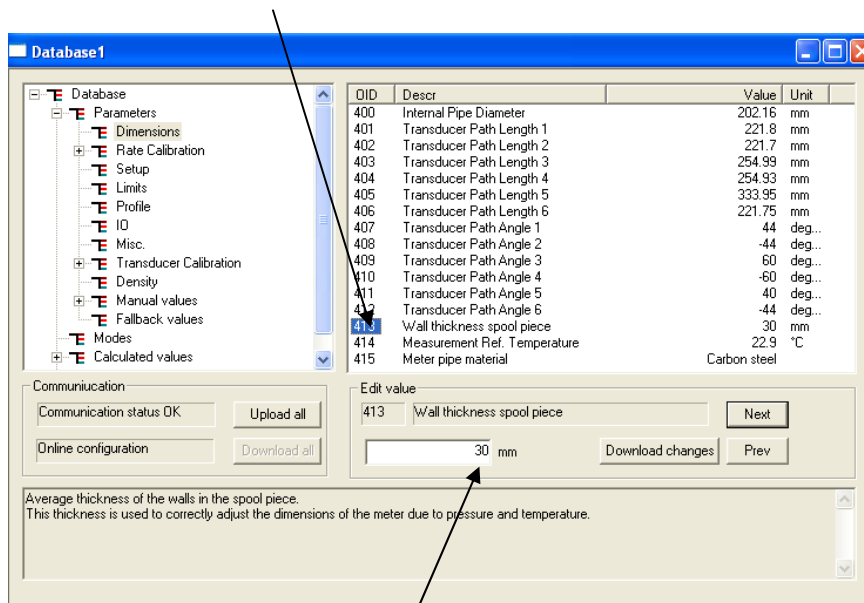 Database1
Database
Parameters
Dimensions
Rate Calibration
Setup
Limits
Profile
IO
Misc.
Transducer Calibration
Density
Manual values
Fallback values
Modes
Calculated values
OID Descr Value Unit
400 Internal Pipe Diameter 202.16 mm
401 Transducer Path Length 1 221.8 mm
402 Transducer Path Length 2 221.7 mm
403 Transducer Path Length 3 254.99 mm
404 Transducer Path Length 4 254.93 mm
405 Transducer Path Length 5 333.95 mm
406 Transducer Path Length 6 221.75 mm
407 Transducer Path Angle 1 44 deg...
408 Transducer Path Angle 2 -44 deg...
409 Transducer Path Angle 3 60 deg...
410 Transducer Path Angle 4 -60 deg...
411 Transducer Path Angle 5 40 deg...
412 Transducer Path Angle 6 -44 deg...
413 Wall thickness spool piece 30 mm
414 Measurement Ref. Temperature 22.9 °C
415 Meter pipe material Carbon steel
Communiucation
Communication status OK Upload all
Online configuration Download all
Edit value
413 Wall thickness spool piece Next
30 mm Download changes Prev
Average thickness of the walls in the spool piece.
This thickness is used to correctly adjust the dimensions of the meter due to pressure and temperature.